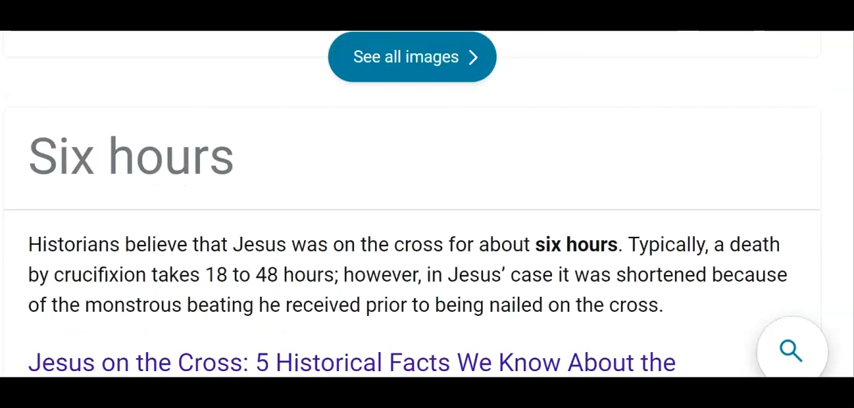 See all images
Six hours
Historians believe that Jesus was on the cross for about six hours. Typically, a death
by crucifixion takes 18 to 48 hours; however, in Jesus’ case it was shortened because
of the monstrous beating he received prior to being nailed on the cross.
Jesus on the Cross: 5 Historical Facts We Know About the